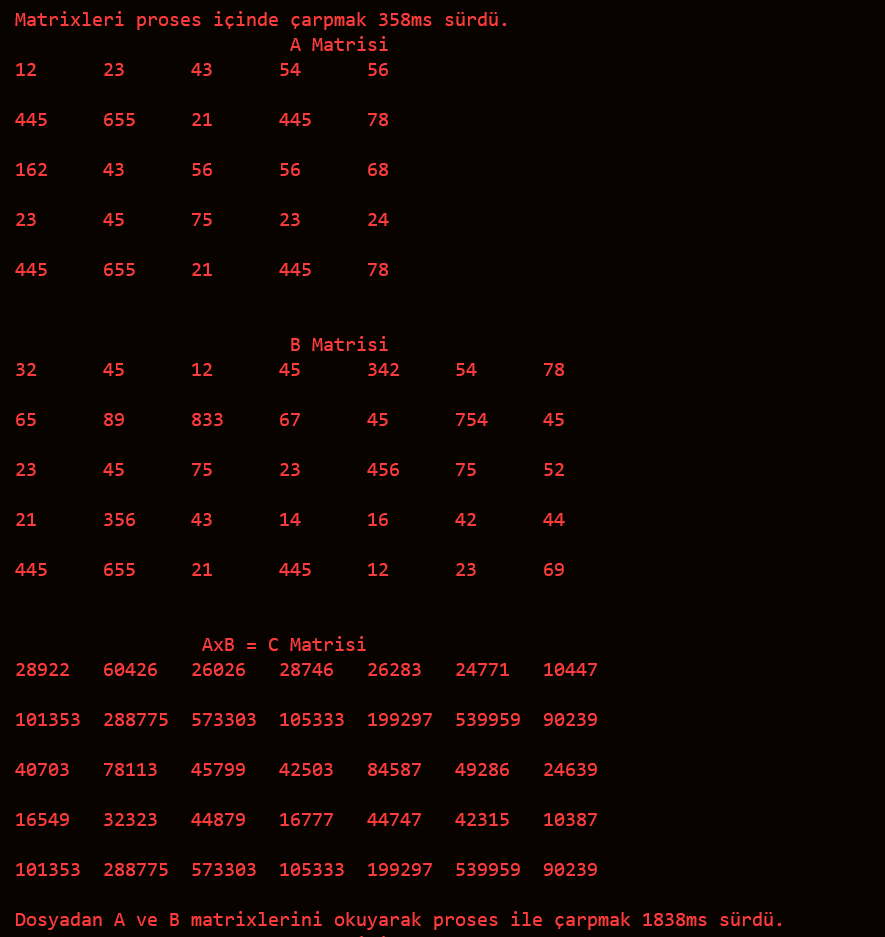 Matrixleri proses içinde çarpmak 358ms sürdü.
A Matrisi
12 23 43 54 56
445 655 21 445 78
162 43 56 56 68
23 45 75 23 24
445 655 21 445 78
B Matrisi
32 45 12 45 342 54 78
65 89 833 67 45 754 45
23 45 75 23 456 75 52
21 356 43 14 16 42 44
445 655 21 445 12 23 69
AxB = C Matrisi
28922 60426 26026 28746 26283 24771 10447
101353 288775 573303 105333 199297 539959 90239
40703 78113 45799 42503 84587 49286 24639
16549 32323 44879 16777 44747 42315 10387
101353 288775 573303 105333 199297 539959 90239
Dosyadan A ve B matrixlerini okuyarak proses ile çarpmak 1838ms sürdü.